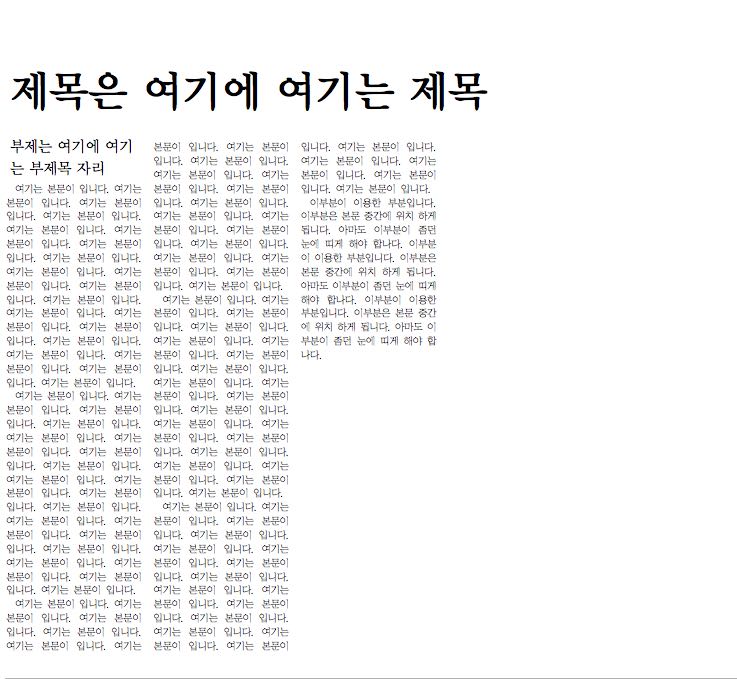 제목은 여기에 여기는 제목
부제는 여기에 여기
는 부제목 자리
여기는 본문이 입니다. 여기는
본문이 입니다. 여기는 본문이
입니다. 여기는 본문이 입니다.
여기는 본문이 입니다. 여기는
본문이 입니다. 여기는 본문이
입니다. 여기는 본문이 입니다.
여기는 본문이 입니다. 여기는
본문이 입니다. 여기는 본문이
입니다. 여기는 본문이 입니다.
여기는 본문이 입니다. 여기는
본문이 입니다. 여기는 본문이
입니다. 여기는 본문이 입니다.
여기는 본문이 입니다. 여기는
본문이 입니다. 여기는 본문이
입니다. 여기는 본문이 입니다.
여기는 본문이 입니다. 여기는
본문이 입니다. 여기는 본문이
입니다. 여기는 본문이 입니다.
여기는 본문이 입니다. 여기는
본문이 입니다. 여기는 본문이
입니다. 여기는 본문이 입니다.
여기는 본문이 입니다. 여기는
본문이 입니다. 여기는 본문이
입니다. 여기는 본문이 입니다.
여기는 본문이 입니다. 여기는
본문이 입니다. 여기는 본문이
입니다. 여기는 본문이 입니다.
여기는 본문이 입니다. 여기는
본문이 입니다. 여기는 본문이
입니다. 여기는 본문이 입니다.
여기는 본문이 입니다. 여기는
본문이 입니다. 여기는 본문이
입니다. 여기는 본문이 입니다.
여기는 본문이 입니다. 여기는
본문이 입니다. 여기는 본문이
입니다. 여기는 본문이 입니다.
여기는 본문이 입니다. 여기는
본문이 입니다. 여기는 본문이
입니다. 여기는 본문이 입니다.
여기는 본문이 입니다. 여기는
본문이 입니다. 여기는 본문이
입니다. 여기는 본문이 입니다.
여기는 본문이 입니다. 여기는
본문이 입니다. 여기는 본문이
입니다. 여기는 본문이 입니다.
여기는 본문이 입니다. 여기는
본문이 입니다. 여기는 본문이
입니다. 여기는 본문이 입니다.
여기는 본문이 입니다. 여기는
본문이 입니다. 여기는 본문이
입니다. 여기는 본문이 입니다.
여기는 본문이 입니다. 여기는
본문이 입니다. 여기는 본문이
입니다. 여기는 본문이 입니다.
여기는 본문이 입니다. 여기는
본문이 입니다. 여기는 본문이
입니다. 여기는 본문이 입니다.
여기는 본문이 입니다. 여기는
본문이 입니다. 여기는 본문이
입니다. 여기는 본문이 입니다.
여기는 본문이 입니다. 여기는
본문이 입니다. 여기는 본문이
입니다. 여기는 본문이 입니다.
여기는 본문이 입니다. 여기는
본문이 입니다. 여기는 본문이
입니다. 여기는 본문이 입니다.
여기는 본문이 입니다. 여기는
본문이 입니다. 여기는 본문이
입니다. 여기는 본문이 입니다.
여기는 본문이 입니다. 여기는
본문이 입니다. 여기는 본문이
입니다. 여기는 본문이 입니다.
이부분이 이용한 부분입니다.
이부분은 본문 중간에 위치 하게
됩니다. 아마도 이부분이 좀던
눈에 띠게 해야 합나다. 이부분
이 이용한 부분입니다. 이부분은
본문 중간에 위치 하게 됩니다.
아마도 이부분이 좀던 눈에 띠게
해야 합나다. 이부분이 이용한
부분입니다. 이부분은 본문 중간
에 위치 하게 됩니다. 아마도 이
부분이 좀던 눈에 띠게 해야 합
나다.